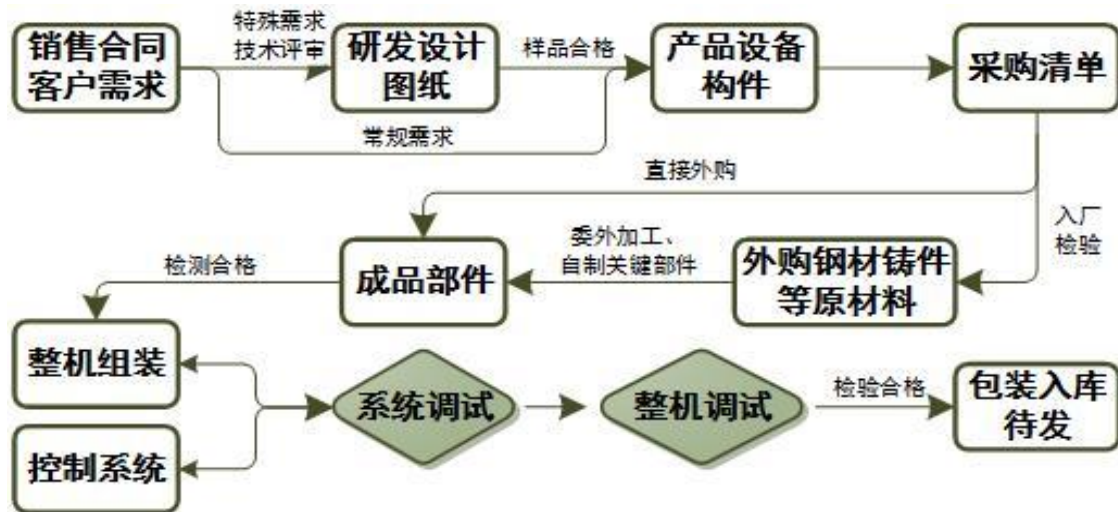 销售合同
客户需求
特殊需求
技术评审
研发设计
图纸
样品合格
产品设备
构件
采购清单
常规需求
直接外购
入厂
检验
检测合格
成品部件
委外加工、
自制关键部件
外购钢材铸件
等原材料
整机组装
控制系统
系统调试
整机调试
检验合格
包装入库
待发